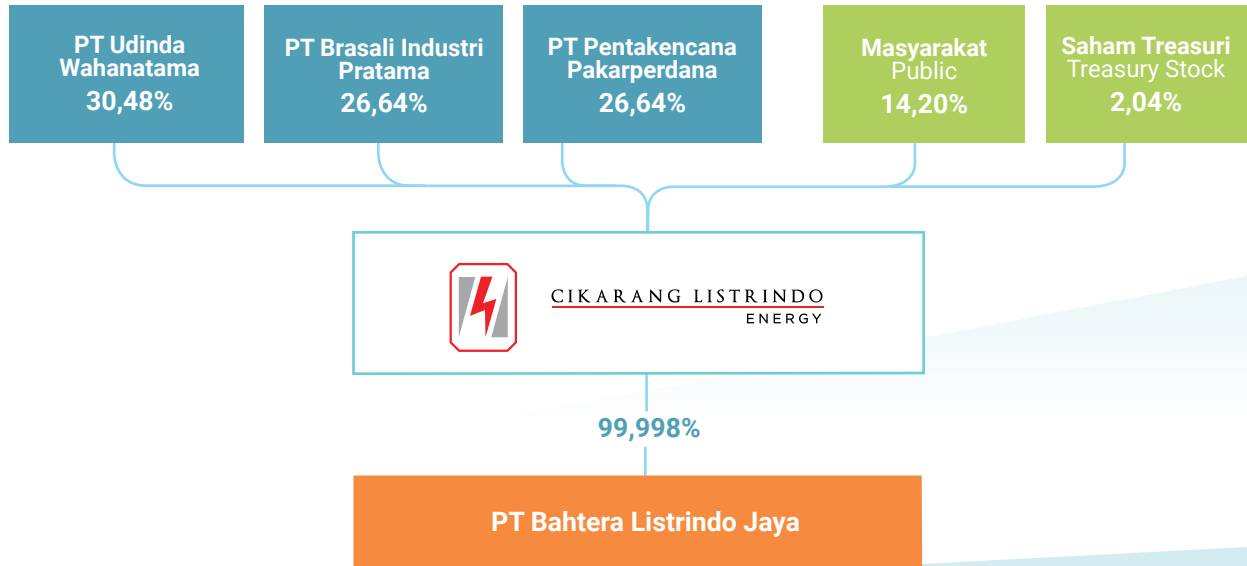 PT Udinda
Wahanatama
30,48%
PT Brasali Industri
Pratama
26,64%
PT Pentakencana
Pakarperdana
26,64%
Masyarakat
Public
14,20%
Saham Treasuri
Treasury Stock
2,04%
CIKARANG LISTRINDO
ENERGY
99,998%
PT Bahtera Listrindo Jaya